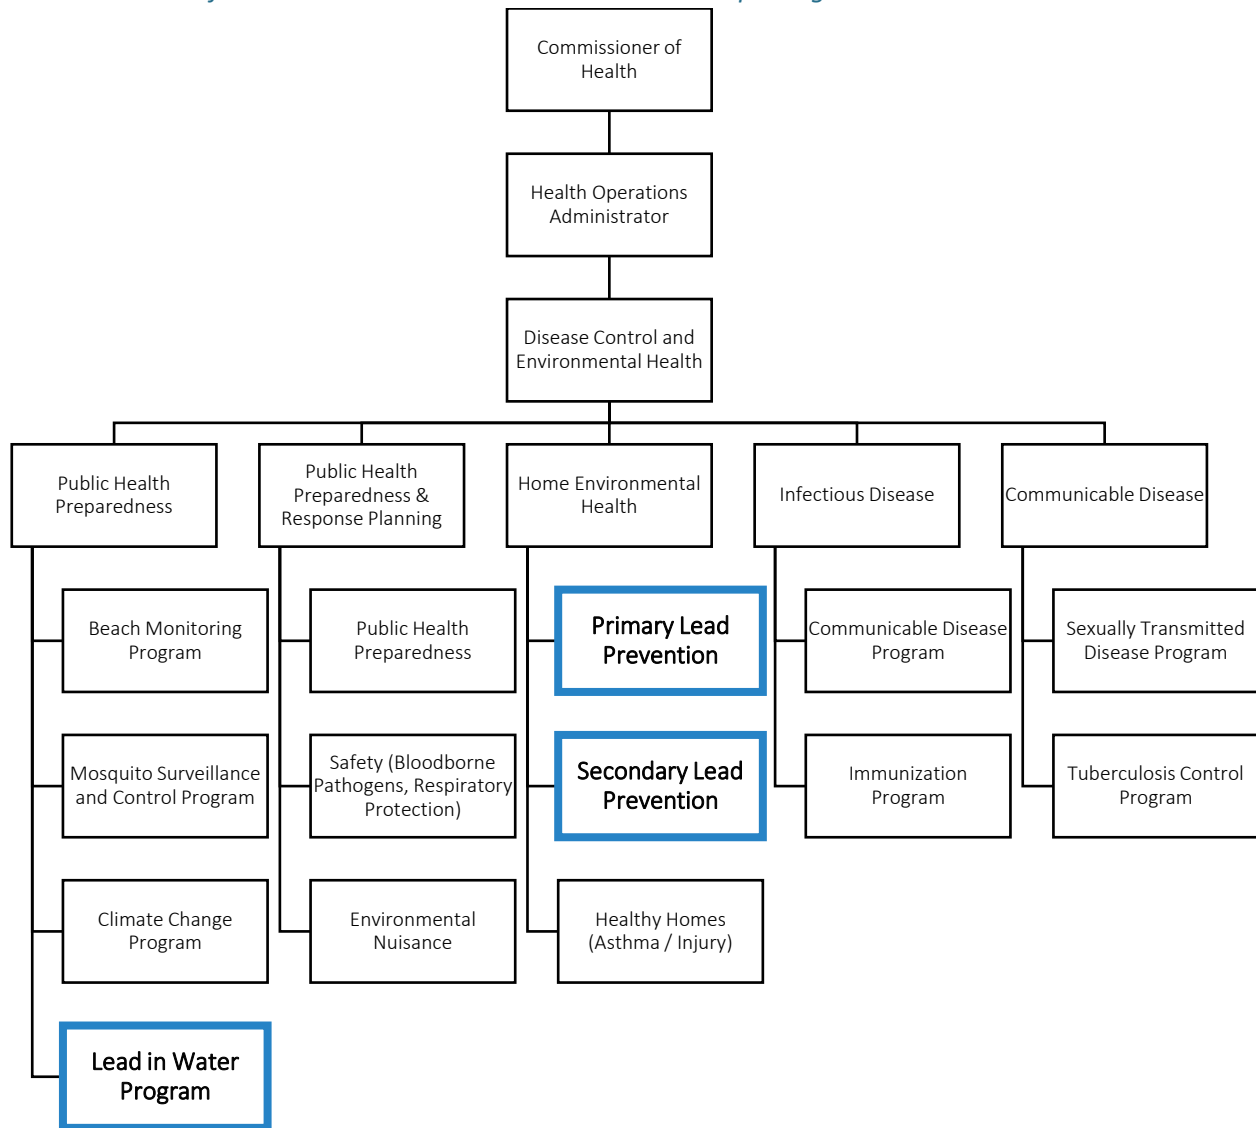 Commissioner of
Health
Health Operations
Administrator
Disease Control and
Environmental Health
Public Health
Preparedness
Public Health
Preparedness &
Response Planning
Home Environmental
Health
Infectious Disease
Communicable Disease
Beach Monitoring
Program
Public Health
Preparedness
Primary Lead
Prevention
Communicable Disease
Program
Sexually Transmitted
Disease Program
Mosquito Surveillance
and Control Program
Safety (Bloodborne
Pathogens, Respiratory
Protection)
Secondary Lead
Prevention
Immunization
Program
Tuberculosis Control
Program
Climate Change
Program
Environmental
Nuisance
Healthy Homes
(Asthma / Injury)
Lead in Water
Program